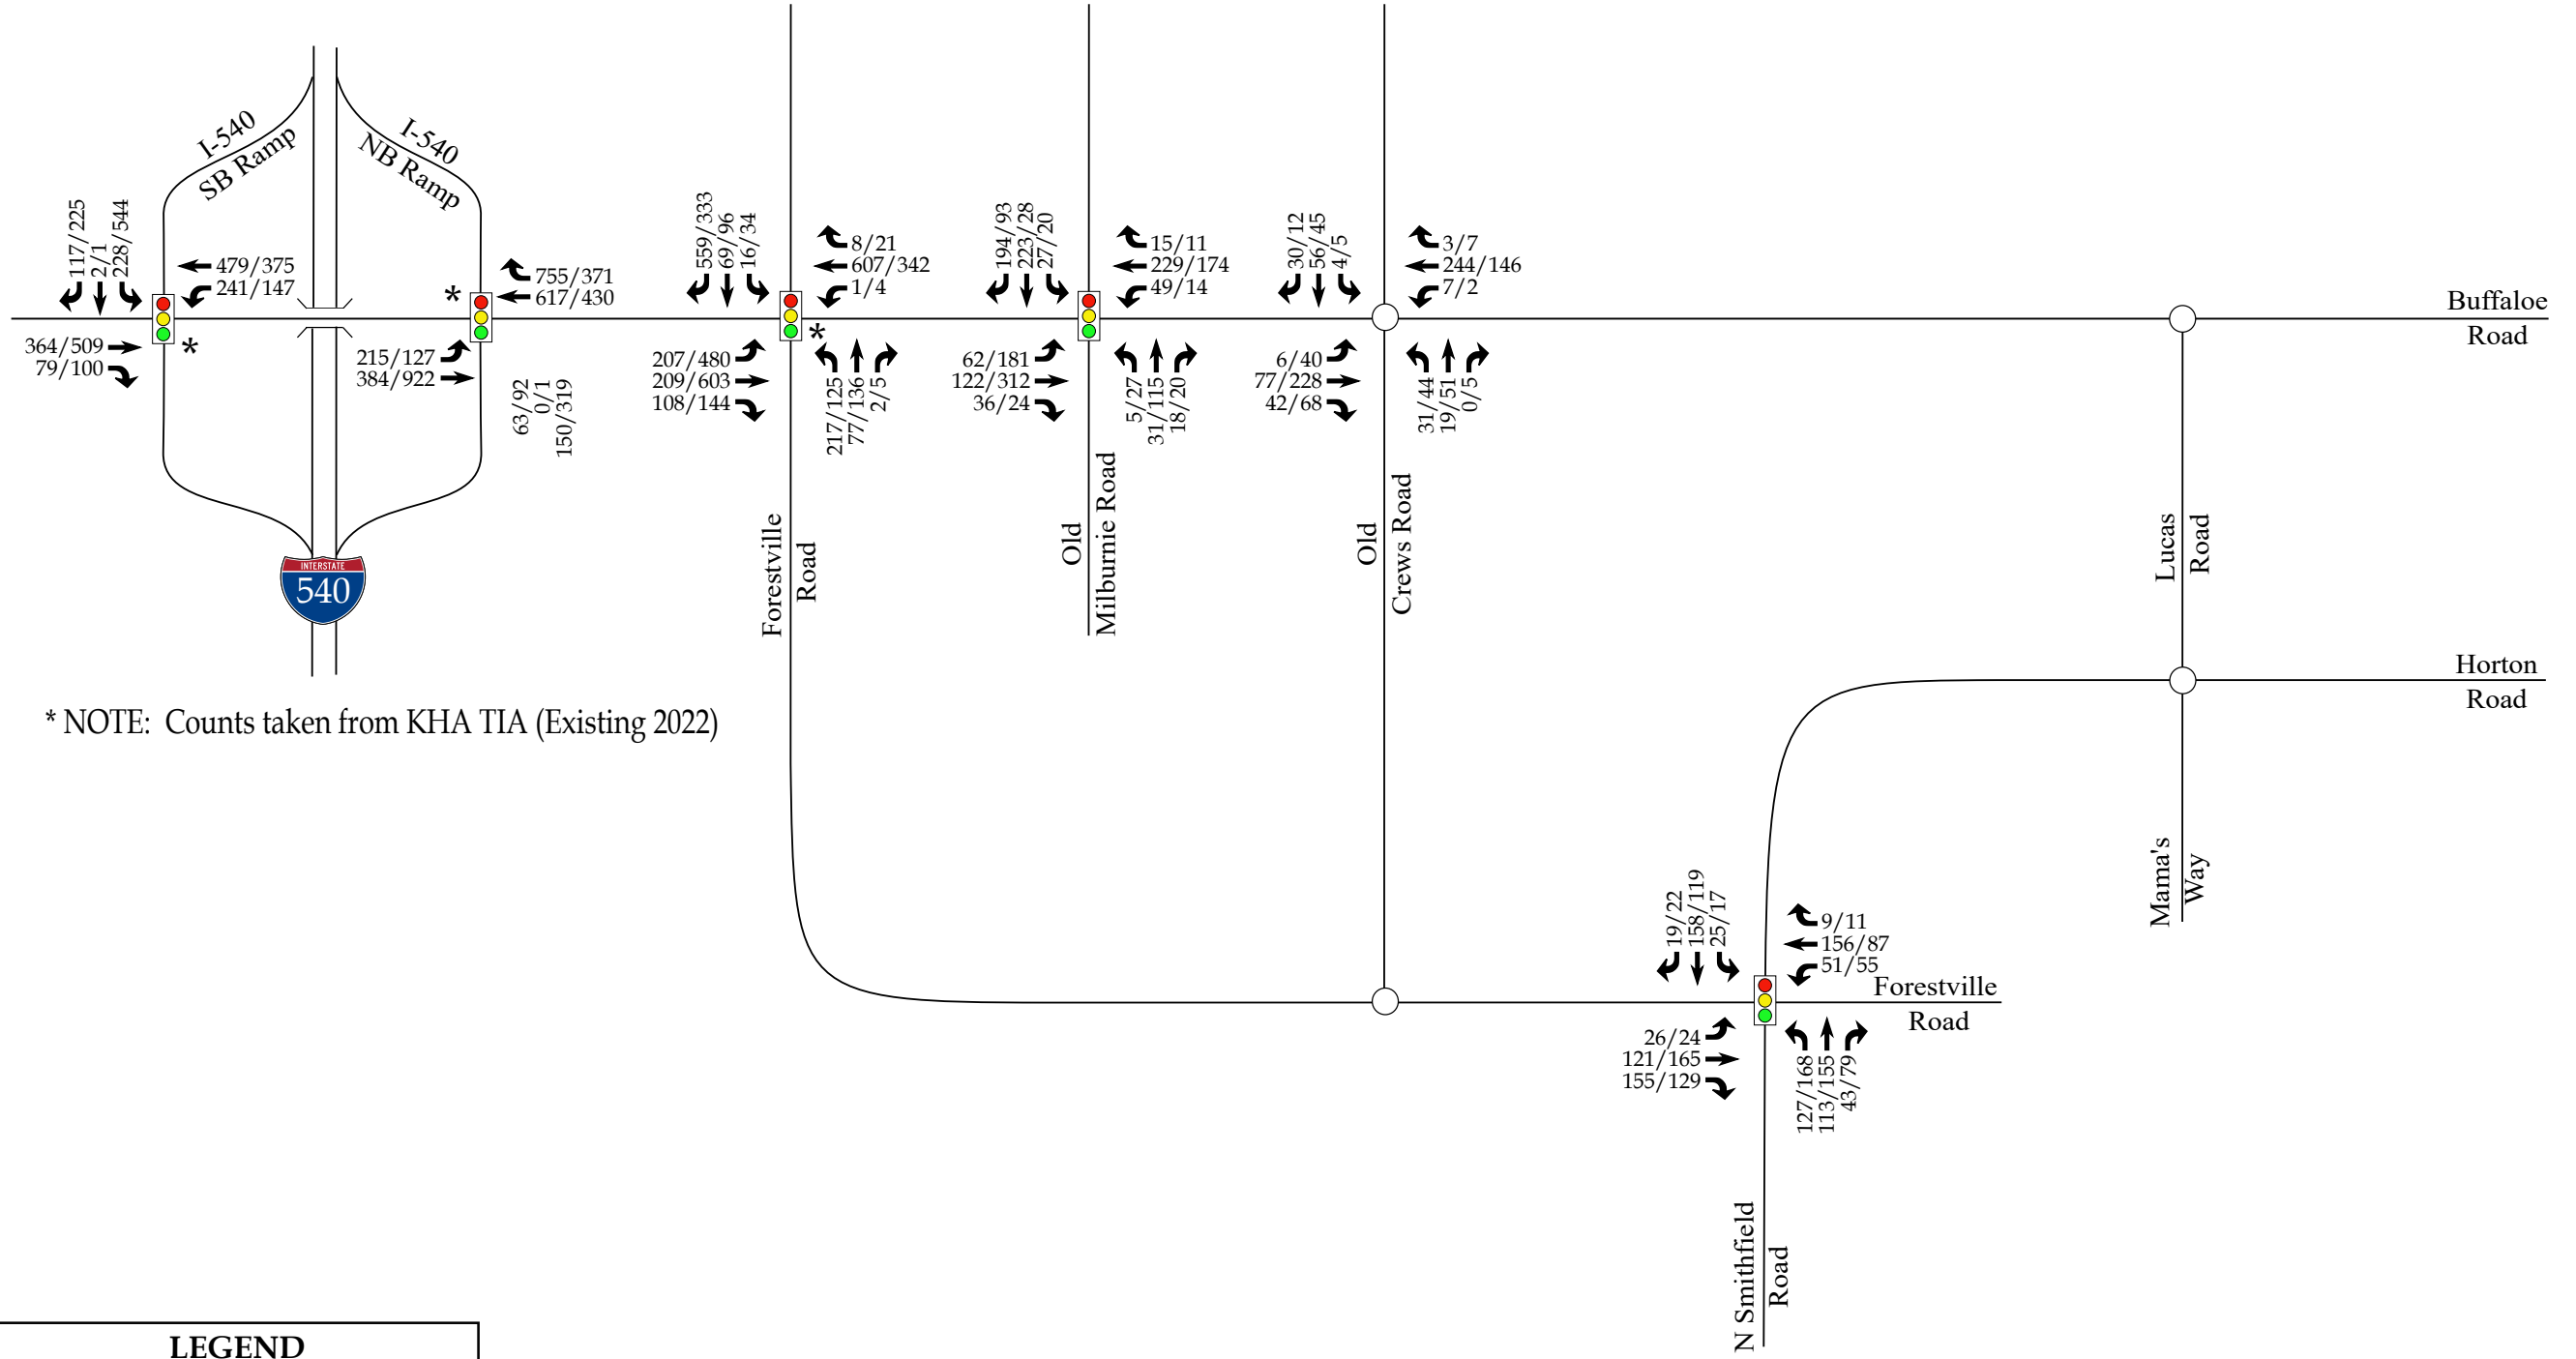 I-540
SB Ramp
I-540
NB Ramp
117/225
2/1
228/544
479/375
241/147
364/509
79/100
*
*
755/371
617/430
215/127
384/922
63/92
0/1
150/319
559/333
69/96
16/34
8/21
607/342
1/4
207/480
209/603
108/144
*
217/125
77/136
2/5
194/93
223/28
27/20
15/11
229/174
49/14
62/181
122/312
36/24
5/27
31/115
18/20
30/12
56/45
4/5
3/7
244/146
7/2
6/40
77/228
42/68
31/44
19/51
0/5
Buffaloe
Road
Forestville
Road
Old
Milburnie Road
Old
Crews Road
Lucas
Road
INTERSTATE
540
Horton
Road
* NOTE: Counts taken from KHA TIA (Existing 2022)
Mama's
Way
19/22
158/119
25/17
9/11
156/87
51/55
Forestville
Road
26/24
121/165
155/129
127/168
113/155
43/79
N Smithfield
Road
LEGEND